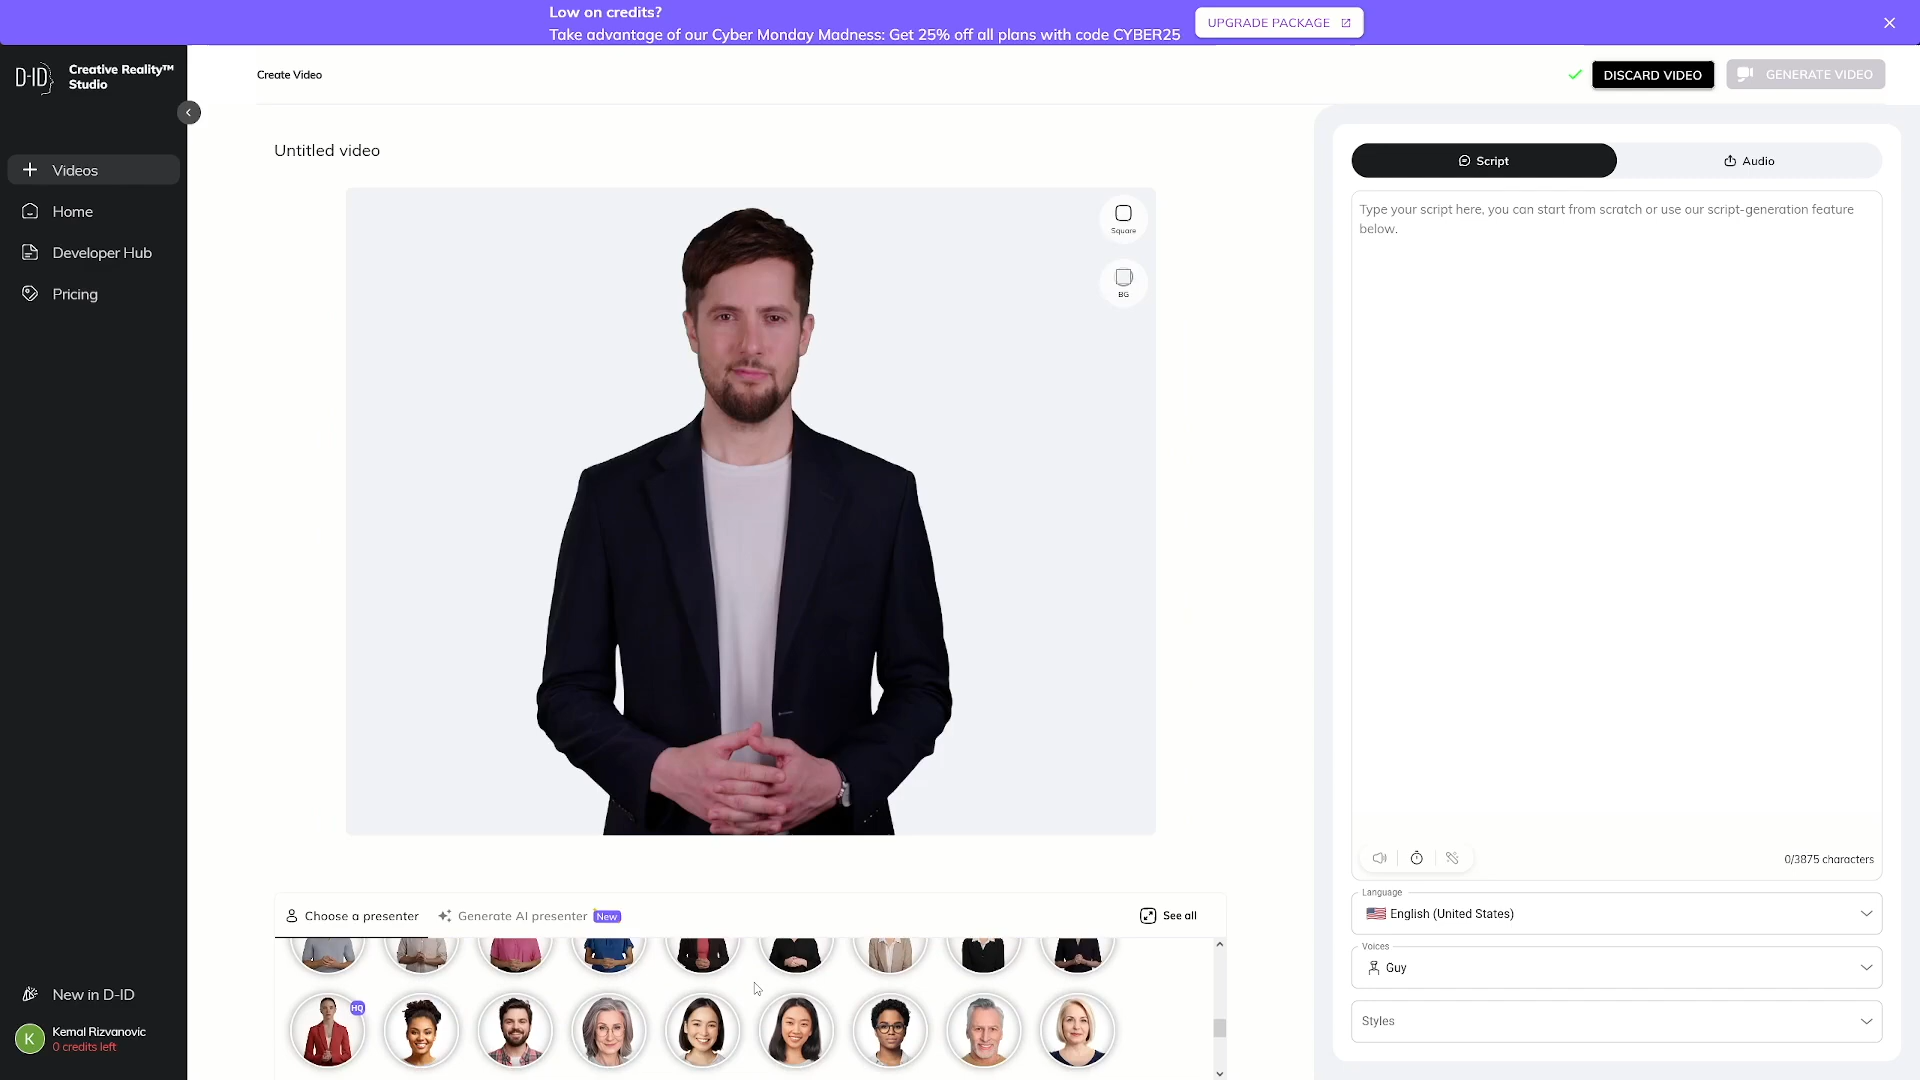 Low on credits?
Take advantage of our Cyber Monday Madness: Get 25% off all plans with code CYBER25
UPGRADE PACKAGE
D-ID
Creative Reality™
Studio
Create Video
DISCARD VIDEO
GENERATE VIDEO
Videos
Home
Developer Hub
Pricing
Untitled video
Square
BG
Script
Audio
Type your script here, you can start from scratch or use our script-generation feature
below.
0/3875 characters
Language
English (United States)
Voices
Guy
Styles
Choose a presenter
Generate AI presenter
New
See all
HQ
New in D-ID
K
Kemal Rizvanovic
0 credits left